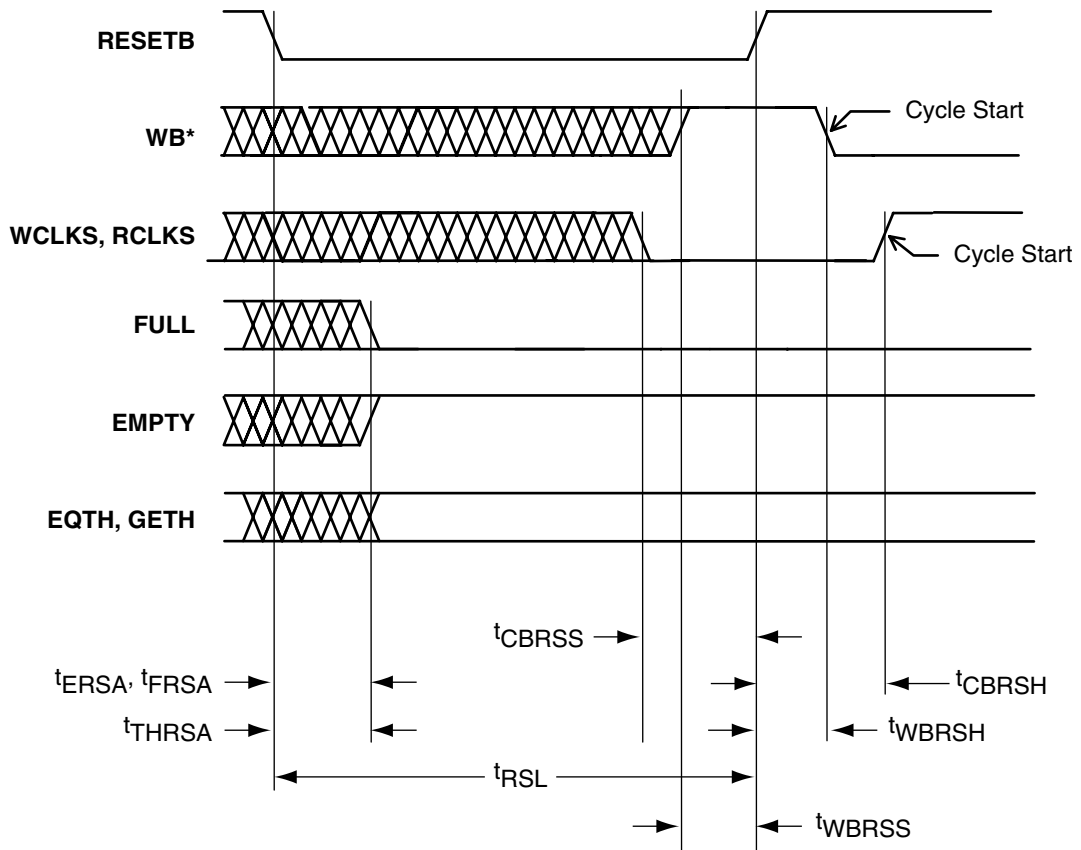 RESETB
WB*
Cycle Start
WCLKS, RCLKS
Cycle Start
FULL
EMPTY
EQTH, GETH
tCBRSS
tERSA, tFRSA
tCBRSH
tTHRSA
tWBRSH
tRSL
tWBRSS